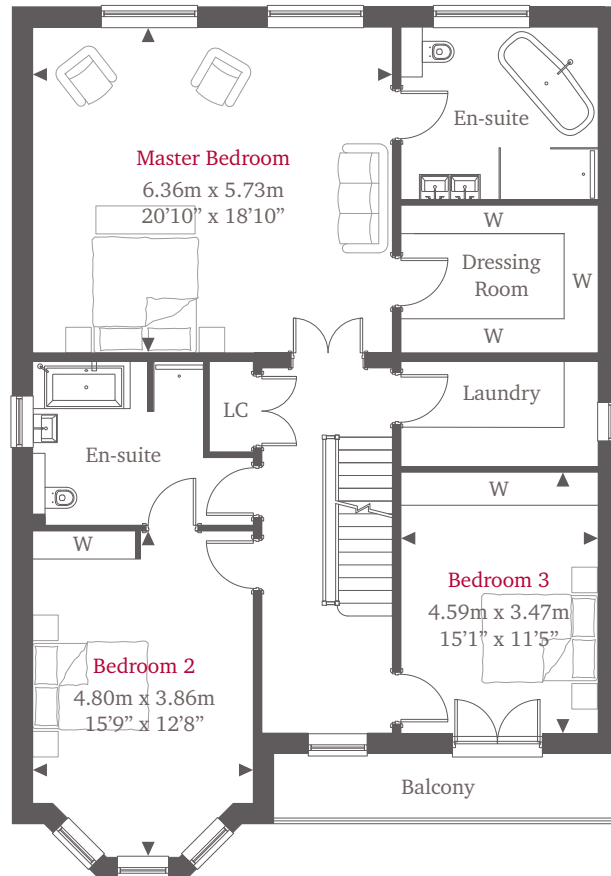 En-suite
Master Bedroom
6.36m x 5.73m
20’10” x 18’10”
W
Dressing
Room
W
W
Laundry
LC
En-suite
W
W
Bedroom 3
4.59m x 3.47m
15’1” x 11’5”
Bedroom 2
4.80m x 3.86m
15’9” x 12’8”
Balcony